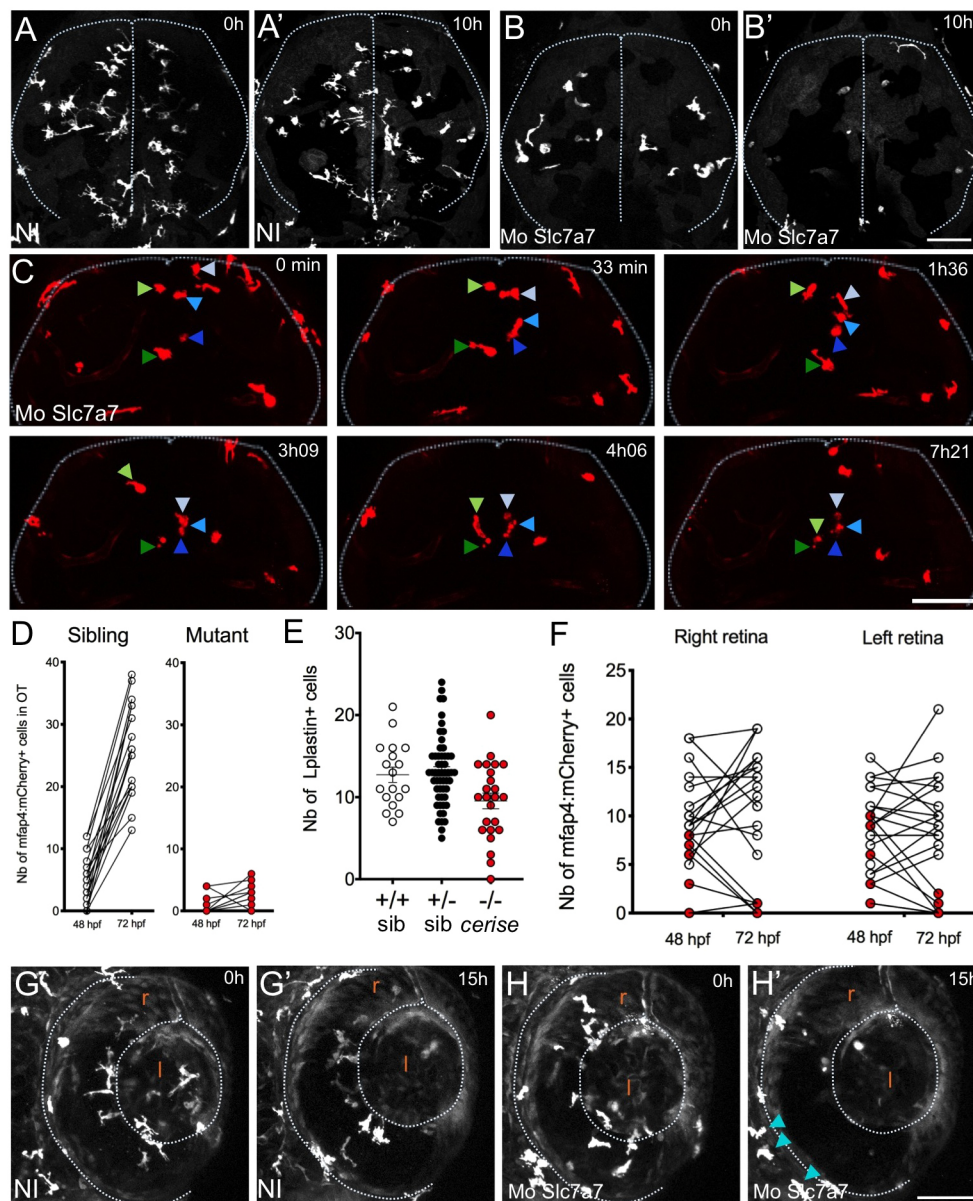 A 0h
NI
A' 10h
NI
B 0h
Mo Slc7a7
B' 10h
Mo Slc7a7
C 0 min
Mo Slc7a7
33 min
1h36
3h09
4h06
7h21
D
Sibling Mutant
Nb of mfap4:mCherry+ cells in OT
40
30
20
10
0
48 hpf 72 hpf
40
30
20
10
0
48 hpf 72 hpf
E
Nb of Lplastin+ cells
30
20
10
0
+/+ +/- -/-
sib sib cerise
F
Right retina Left retina
Nb of mfap4:mCherry+ cells
25
20
15
10
5
0
48 hpf 72 hpf 48 hpf 72 hpf
G 0h
r
l
NI
G' 15h
r
l
NI
H 0h
r
l
Mo Slc7a7
H' 15h
r
l
Mo Slc7a7